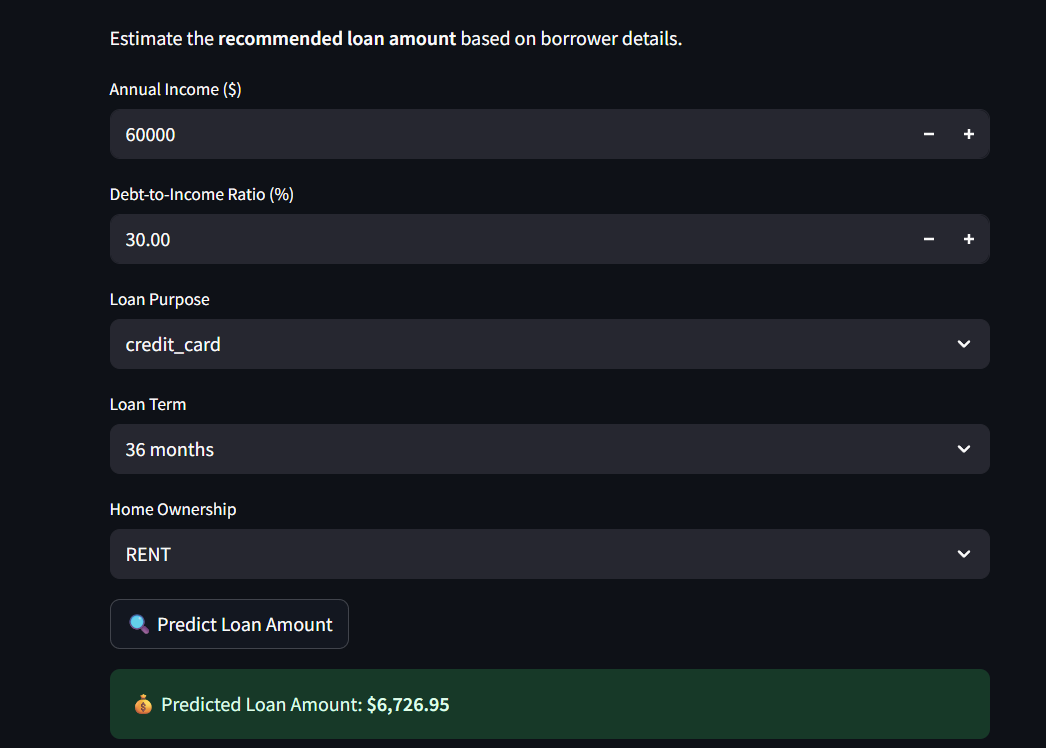 Estimate the recommended loan amount based on borrower details.
Annual Income ($)
60000
Debt-to-Income Ratio (%)
30.00
Loan Purpose
credit_card
Loan Term
36 months
Home Ownership
RENT
Predict Loan Amount
Predicted Loan Amount: $6,726.95